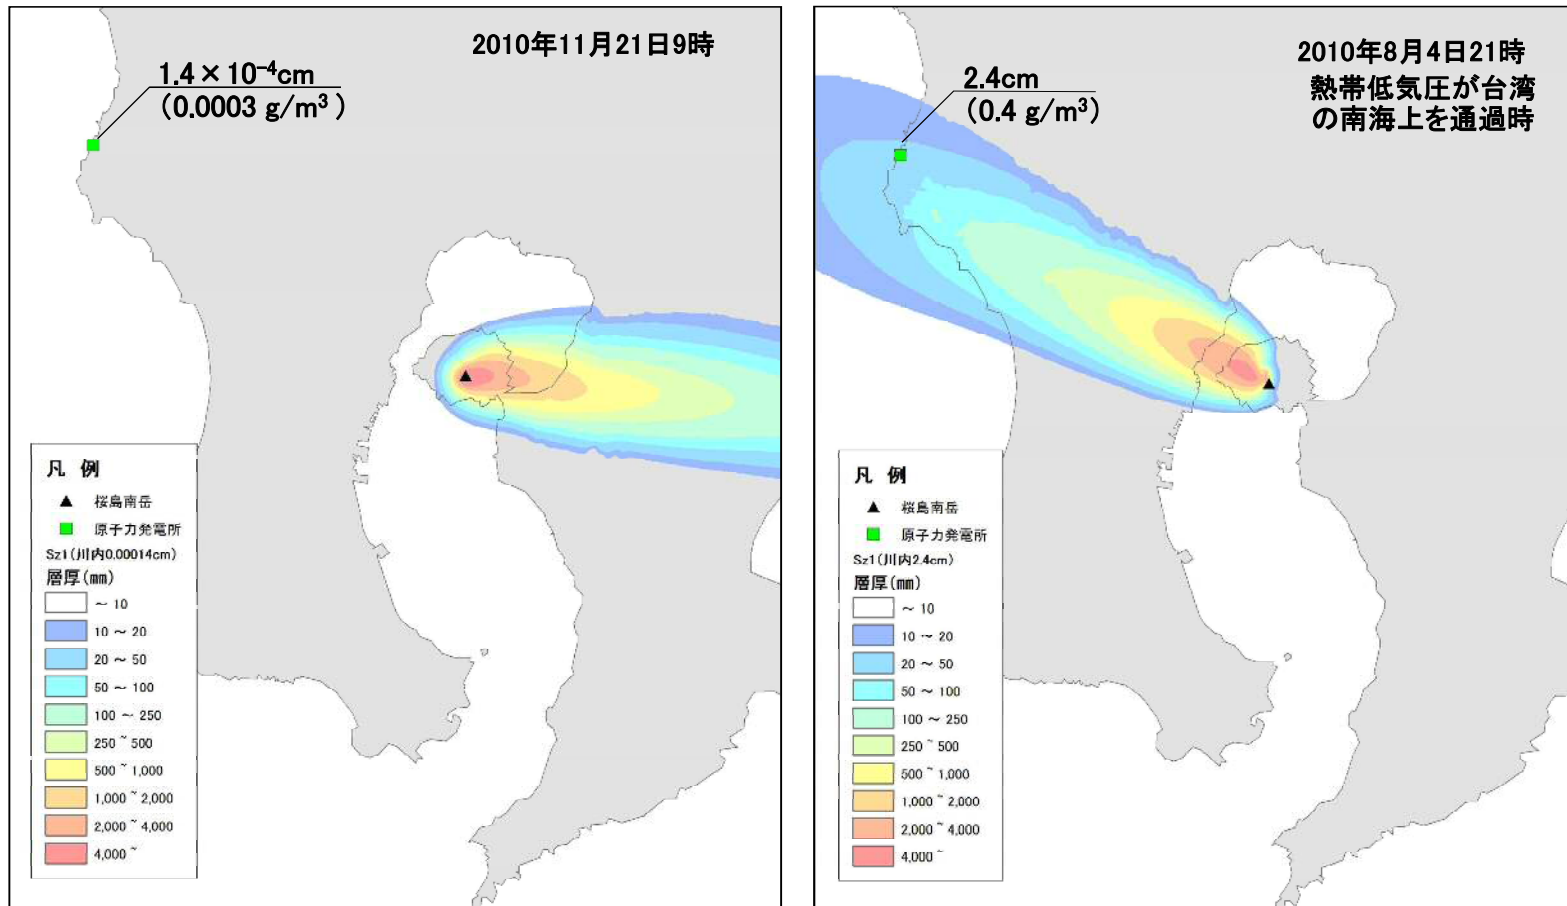 2010年11月21日9時
1.4×10⁻⁴cm
(0.0003 g/m³ )
凡 例
▲ 桜島南岳
原子力発電所
Sz1(川内0.00014cm)
層厚(㎜)
～ 10
10 ～ 20
20 ～ 50
50 ～ 100
100 ～ 250
250 ~ 500
500 ~ 1,000
1,000 ~ 2,000
2,000 ~ 4,000
4,000 ~
2010年8月4日21時
熱帯低気圧が台湾
の南海上を通過時
2.4cm
(0.4 g/m³)
凡 例
▲ 桜島南岳
原子力発電所
Sz1(川内2.4cm)
層厚(㎜)
～ 10
10 ～ 20
20 ～ 50
50 ～ 100
100 ～ 250
250 ~ 500
500 ~ 1,000
1,000 ~ 2,000
2,000 ~ 4,000
4,000 ~